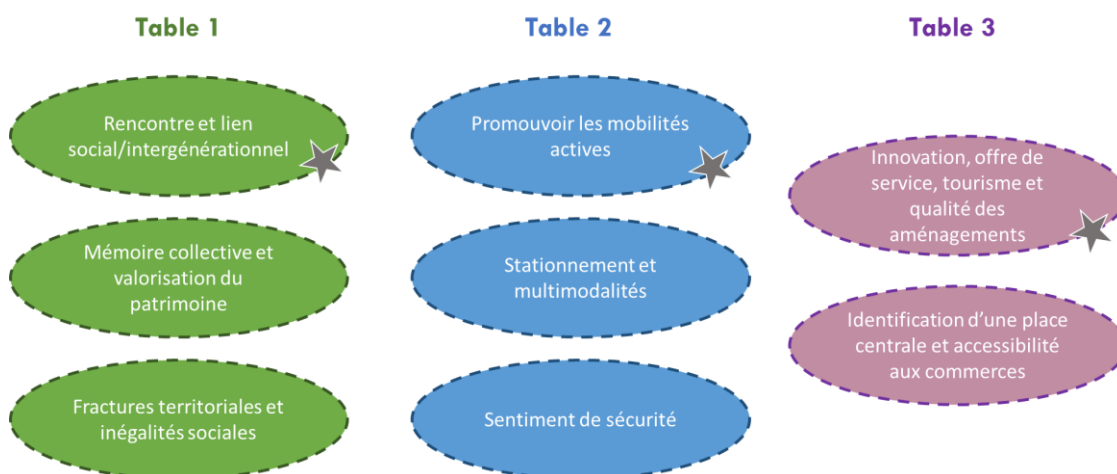 Table 1
Rencontre et lien
social/intergénérationnel
Mémoire collective et
valorisation du
patrimoine
Fractures territoriales et
inégalités sociales
Table 2
Promouvoir les mobilités
actives
Stationnement et
multimodalités
Sentiment de sécurité
Table 3
Innovation, offre de
service, tourisme et
qualité des
aménagements
Identification d'une place
centrale et accessibilité
aux commerces